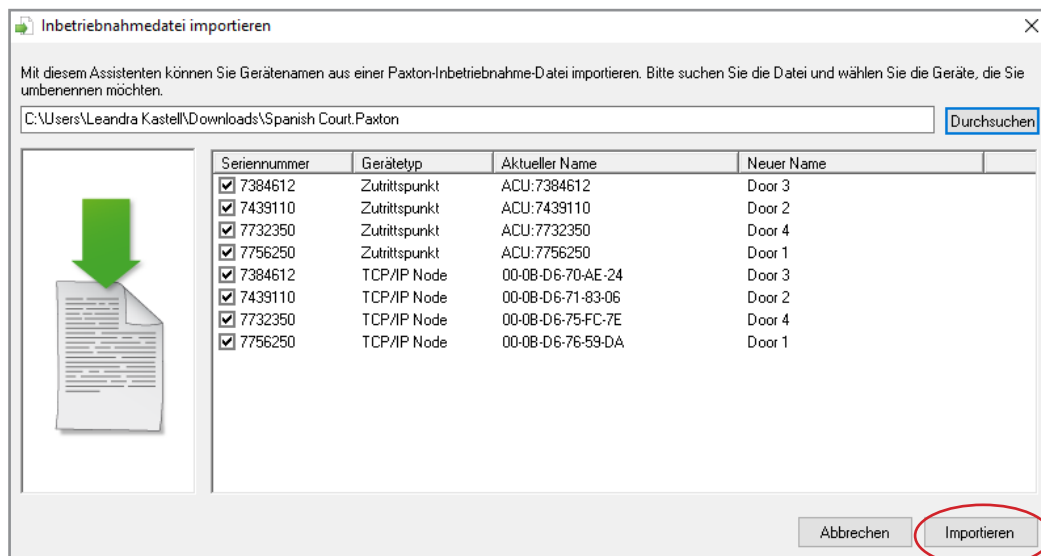 Inbetriebnahmedatei importieren
Mit diesem Assistenten können Sie Gerätenamen aus einer Paxton-Inbetriebnahme-Datei importieren. Bitte suchen Sie die Datei und wählen Sie die Geräte, die Sie
umbenennen möchten.
C:\Users\Leandra Kastell\Downloads\Spanish Court.Paxton Durchsuchen
Seriennummer Gerätetyp Aktueller Name Neuer Name
7384612 Zutrittspunkt ACU:7384612 Door 3
7439110 Zutrittspunkt ACU:7439110 Door 2
7732350 Zutrittspunkt ACU:7732350 Door 4
7756250 Zutrittspunkt ACU:7756250 Door 1
7384612 TCP/IP Node 00-0B-D6-70-AE-24 Door 3
7439110 TCP/IP Node 00-0B-D6-71-83-06 Door 2
7732350 TCP/IP Node 00-0B-D6-75-FC-7E Door 4
7756250 TCP/IP Node 00-0B-D6-76-59-DA Door 1
Abbrechen Importieren